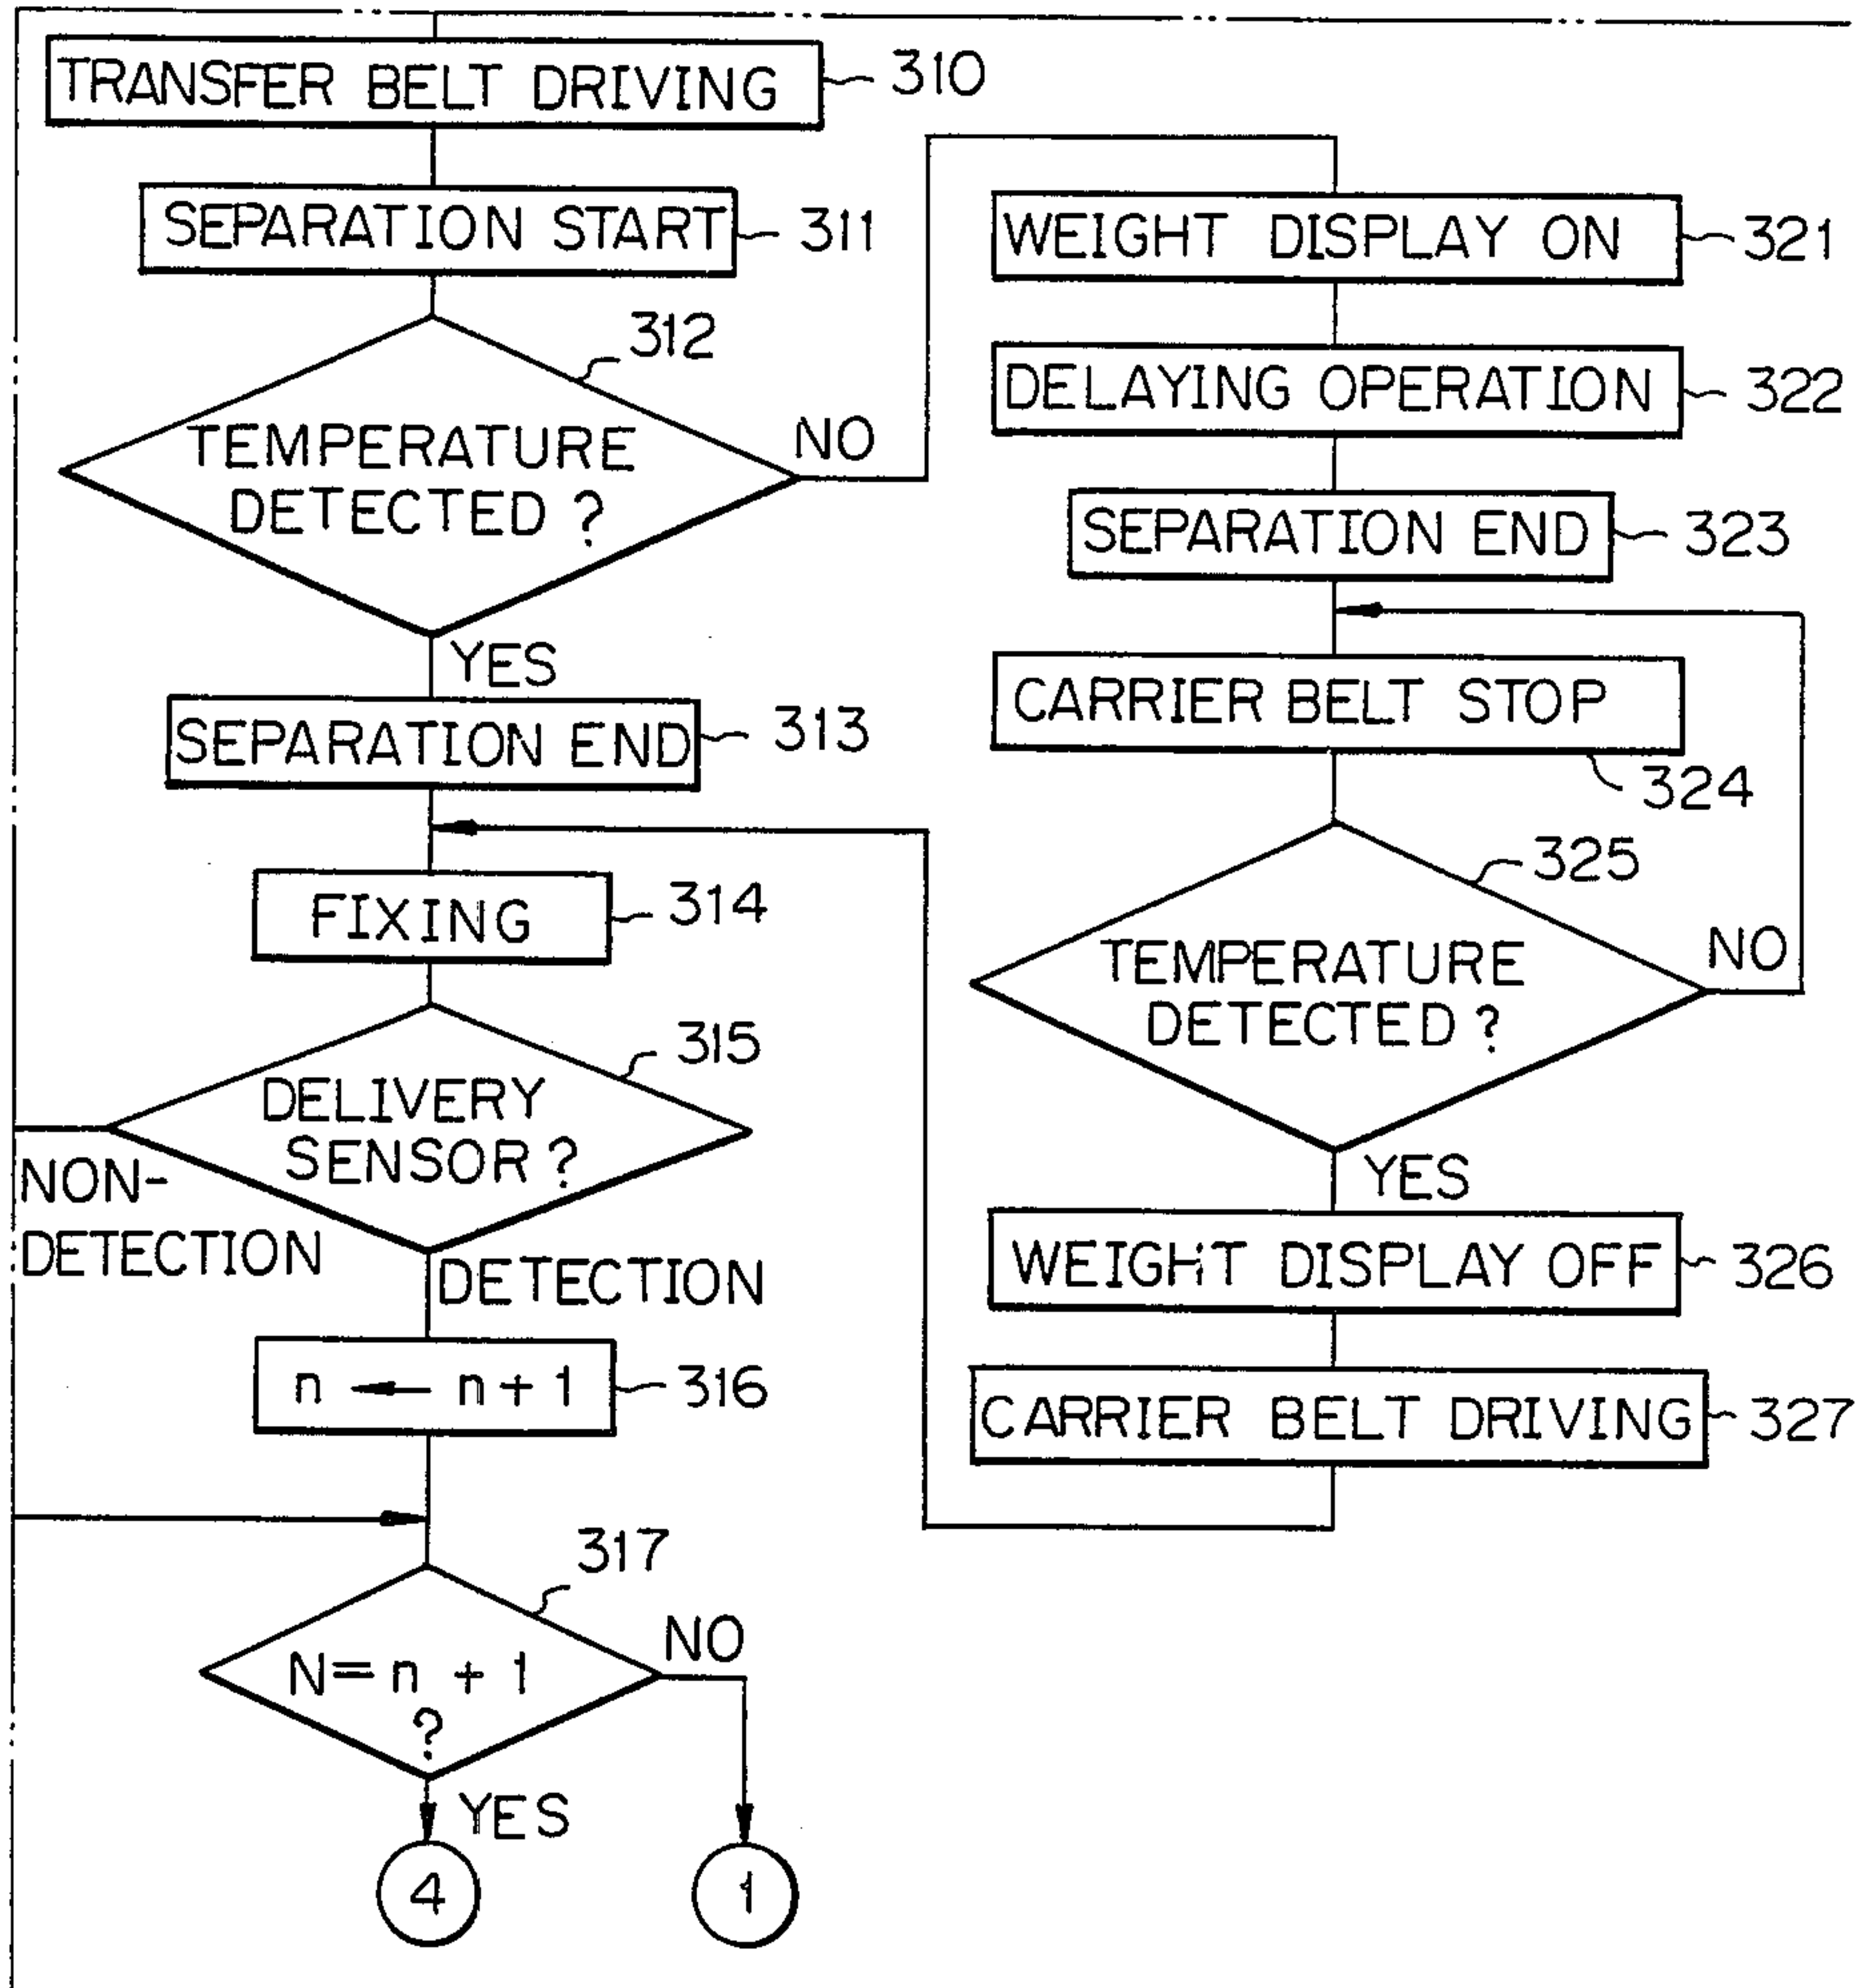 TRANSFER BELT DRIVING
310
SEPARATION START
311
312
TEMPERATURE
DETECTED ?
NO
YES
SEPARATION END
313
FIXING
314
315
DELIVERY
SENSOR ?
NON-
DETECTION
DETECTION
n ← n + 1
316
317
N = n + 1
?
NO
YES
4
1
WEIGHT DISPLAY ON
321
DELAYING OPERATION
322
SEPARATION END
323
CARRIER BELT STOP
324
325
TEMPERATURE
DETECTED ?
NO
YES
WEIGHT DISPLAY OFF
326
CARRIER BELT DRIVING
327